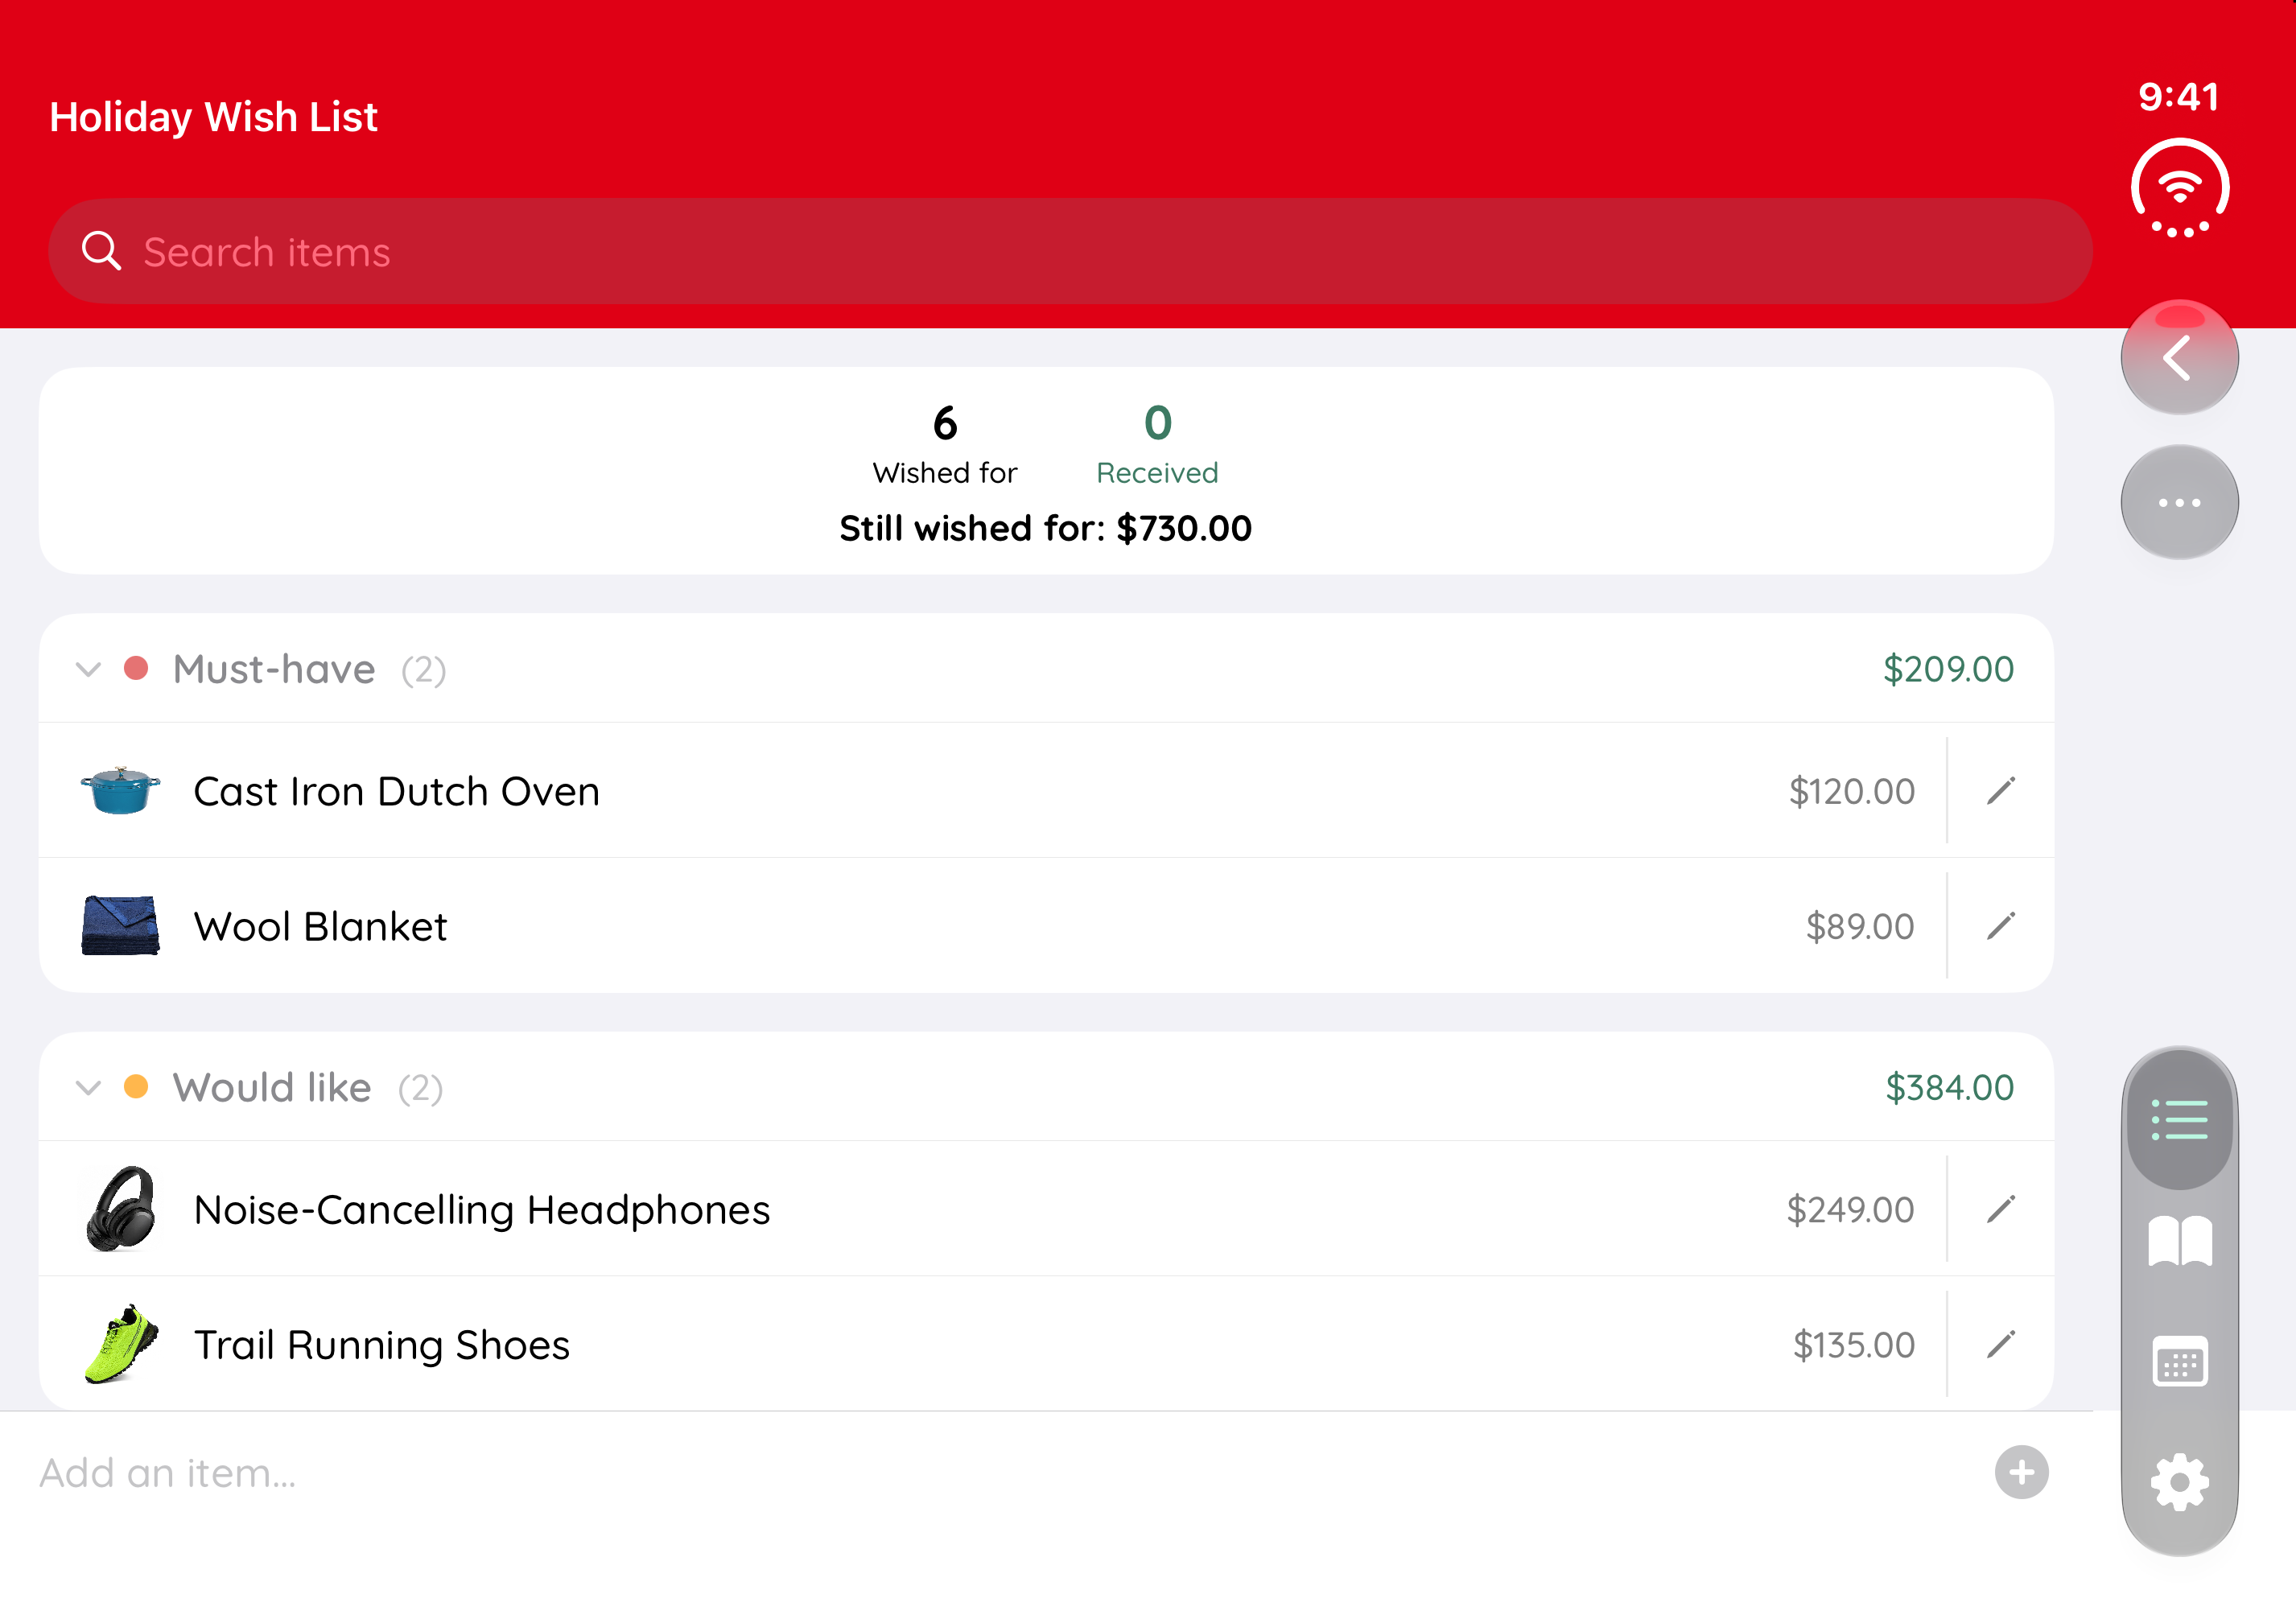 9:41
Holiday Wish List
Search items
6 0
Wished for Received
Still wished for: $730.00
Must-have (2) $209.00
Cast Iron Dutch Oven $120.00
Wool Blanket $89.00
Would like (2) $384.00
Noise-Cancelling Headphones $249.00
Trail Running Shoes $135.00
Add an item...